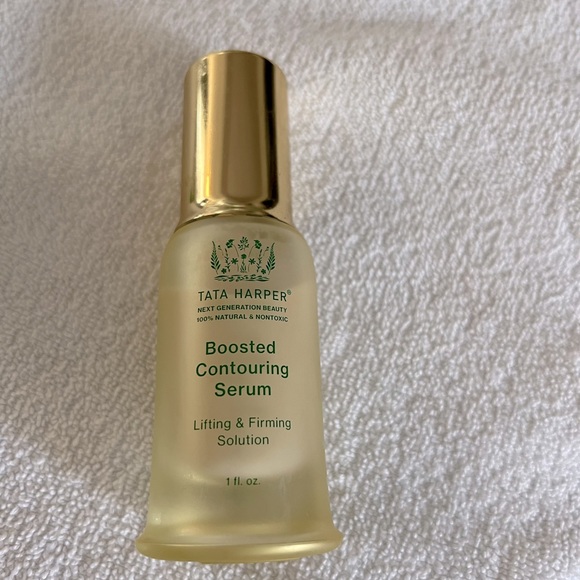 TATA HARPER®
NEXT GENERATION BEAUTY
100% NATURAL & NONTOXIC
Boosted
Contouring
Serum
Lifting & Firming
Solution
1 fl. oz.